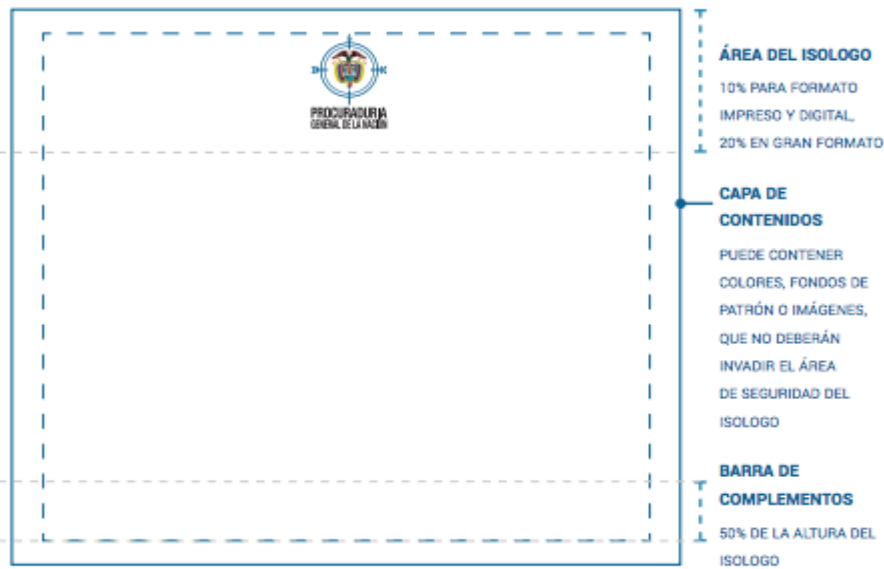 PROCURADURIA
GENERAL DE LA NACIÓN
ÁREA DEL ISOLOGO
10% PARA FORMATO
IMPRESO Y DIGITAL,
20% EN GRAN FORMATO
CAPA DE
CONTENIDOS
PUEDE CONTENER
COLORES, FONDOS DE
PATRÓN O IMÁGENES,
QUE NO DEBERÁN
INVADIR EL ÁREA
DE SEGURIDAD DEL
ISOLOGO
BARRA DE
COMPLEMENTOS
50% DE LA ALTURA DEL
ISOLOGO